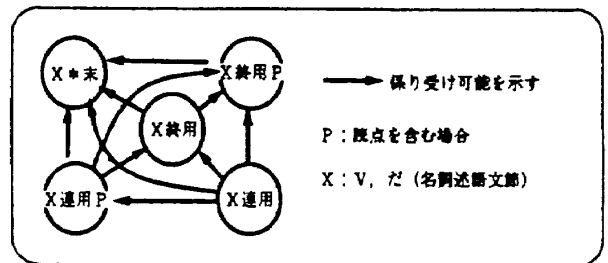 X*末
X終用P
X終用
X連用P
X連用
係り受け可能を示す
P：読点を含む場合
X：V，だ（名詞述語文節）